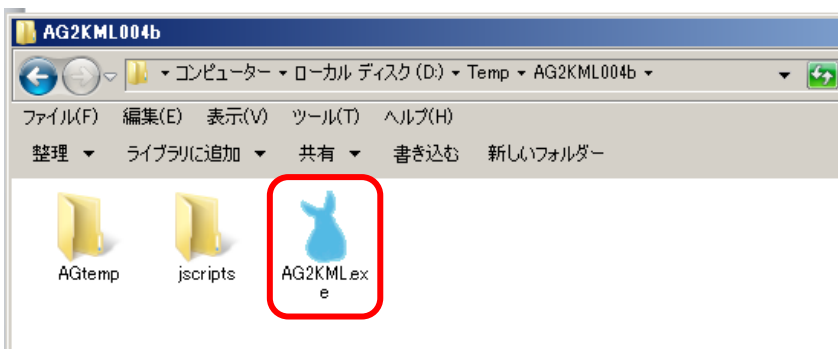 AG2KML004b
コンピューター ローカル ディスク (D:) Temp AG2KML004b
ファイル(F) 編集(E) 表示(V) ツール(T) ヘルプ(H)
整理 ライブラリに追加 共有 書き込む 新しいフォルダー
AGtemp jscripts AG2KML.ex
e